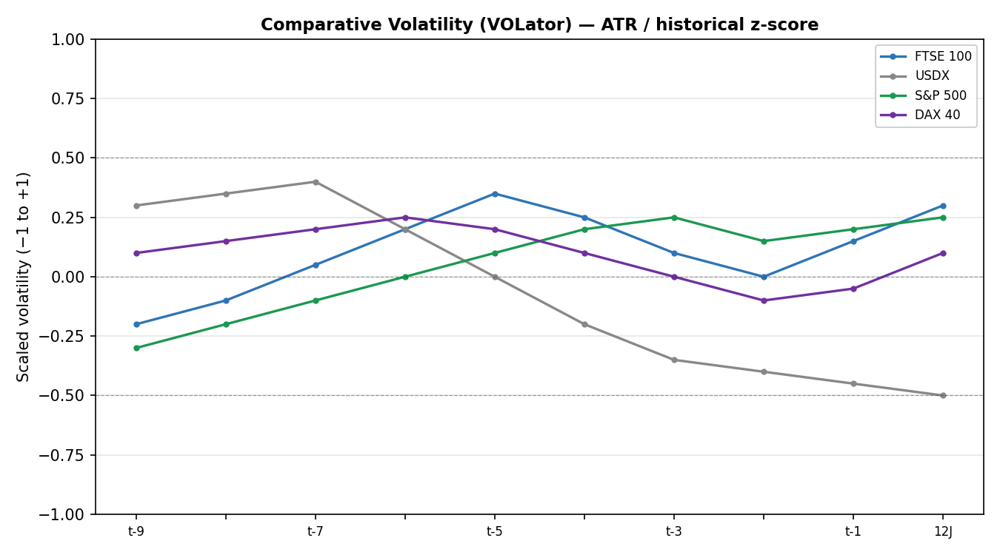 Comparative Volatility (VOLator) — ATR / historical z-score
Scaled volatility (−1 to +1)
1.00
0.75
0.50
0.25
0.00
−0.25
−0.50
−0.75
−1.00
FTSE 100
USDX
S&P 500
DAX 40
t-9
t-7
t-5
t-3
t-1
12J